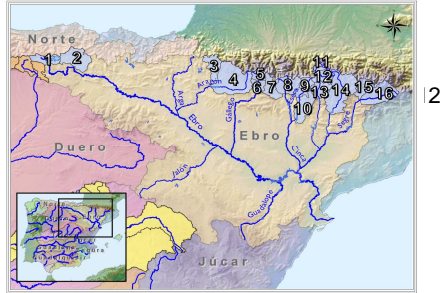 Norte
1
2
3
4
5
6
7
8
9
10
11
12
13
14
15
16
Aragón
Arga
Ebro
Gállego
Cinca
Segre
Ebro
Duero
Jalón
Guadalope
Júcar
2